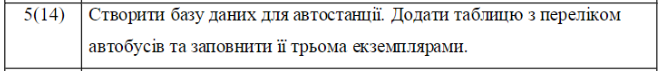 5(14) Створити базу даних для автостанції. Додати таблицю з переліком
автобусів та заповнити її трьома екземплярами.